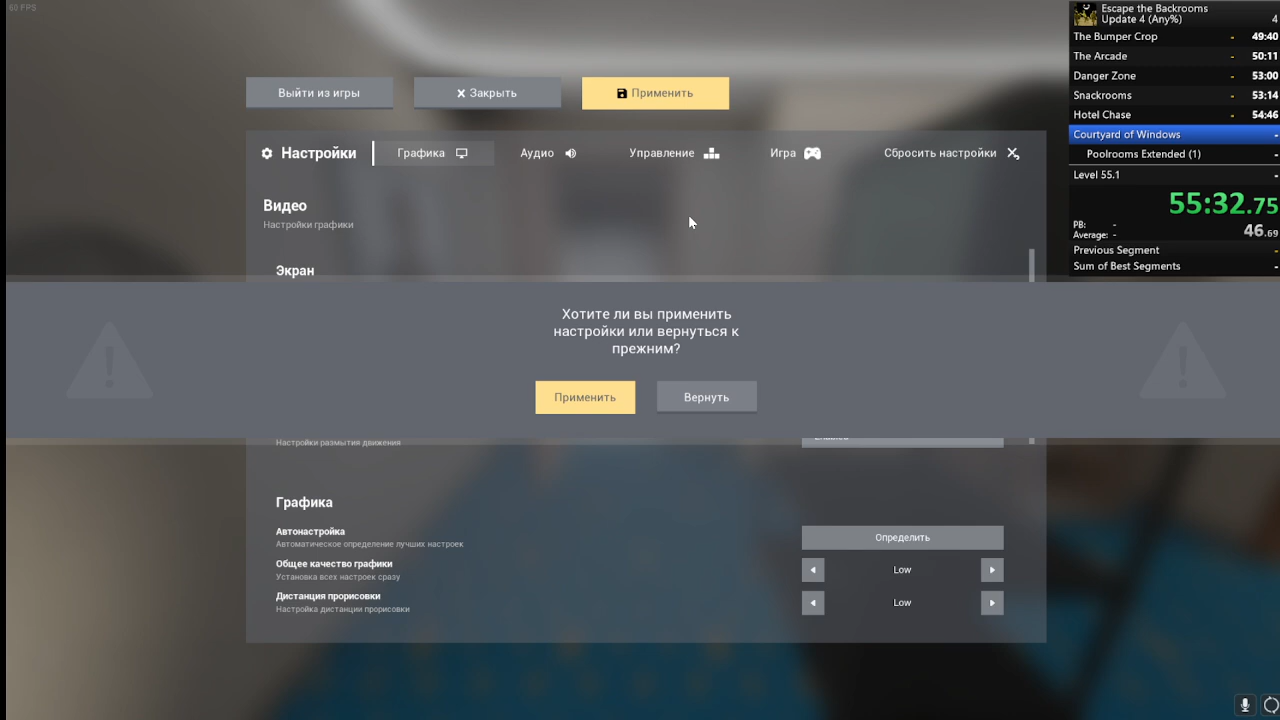 60 FPS
Выйти из игры
Закрыть
Применить
Настройки
Графика
Аудио
Управление
Игра
Сбросить настройки
Видео
Настройки графики
Экран
Хотите ли вы применить
настройки или вернуться к
прежним?
Применить
Вернуть
Настройки размытия движения
Графика
Автонастройка
Автоматическое определение лучших настроек
Определить
Общее качество графики
Установка всех настроек сразу
Low
Дистанция прорисовки
Настройка дистанции прорисовки
Low
Escape the Backrooms
Update 4 (Any%) 4
The Bumper Crop - 49:40
The Arcade - 50:11
Danger Zone - 53:00
Snackrooms - 53:14
Hotel Chase - 54:46
Courtyard of Windows -
Poolrooms Extended (1) -
Level 55.1 -
55:32.75
PB: -
Average: - 46.69
Previous Segment -
Sum of Best Segments -